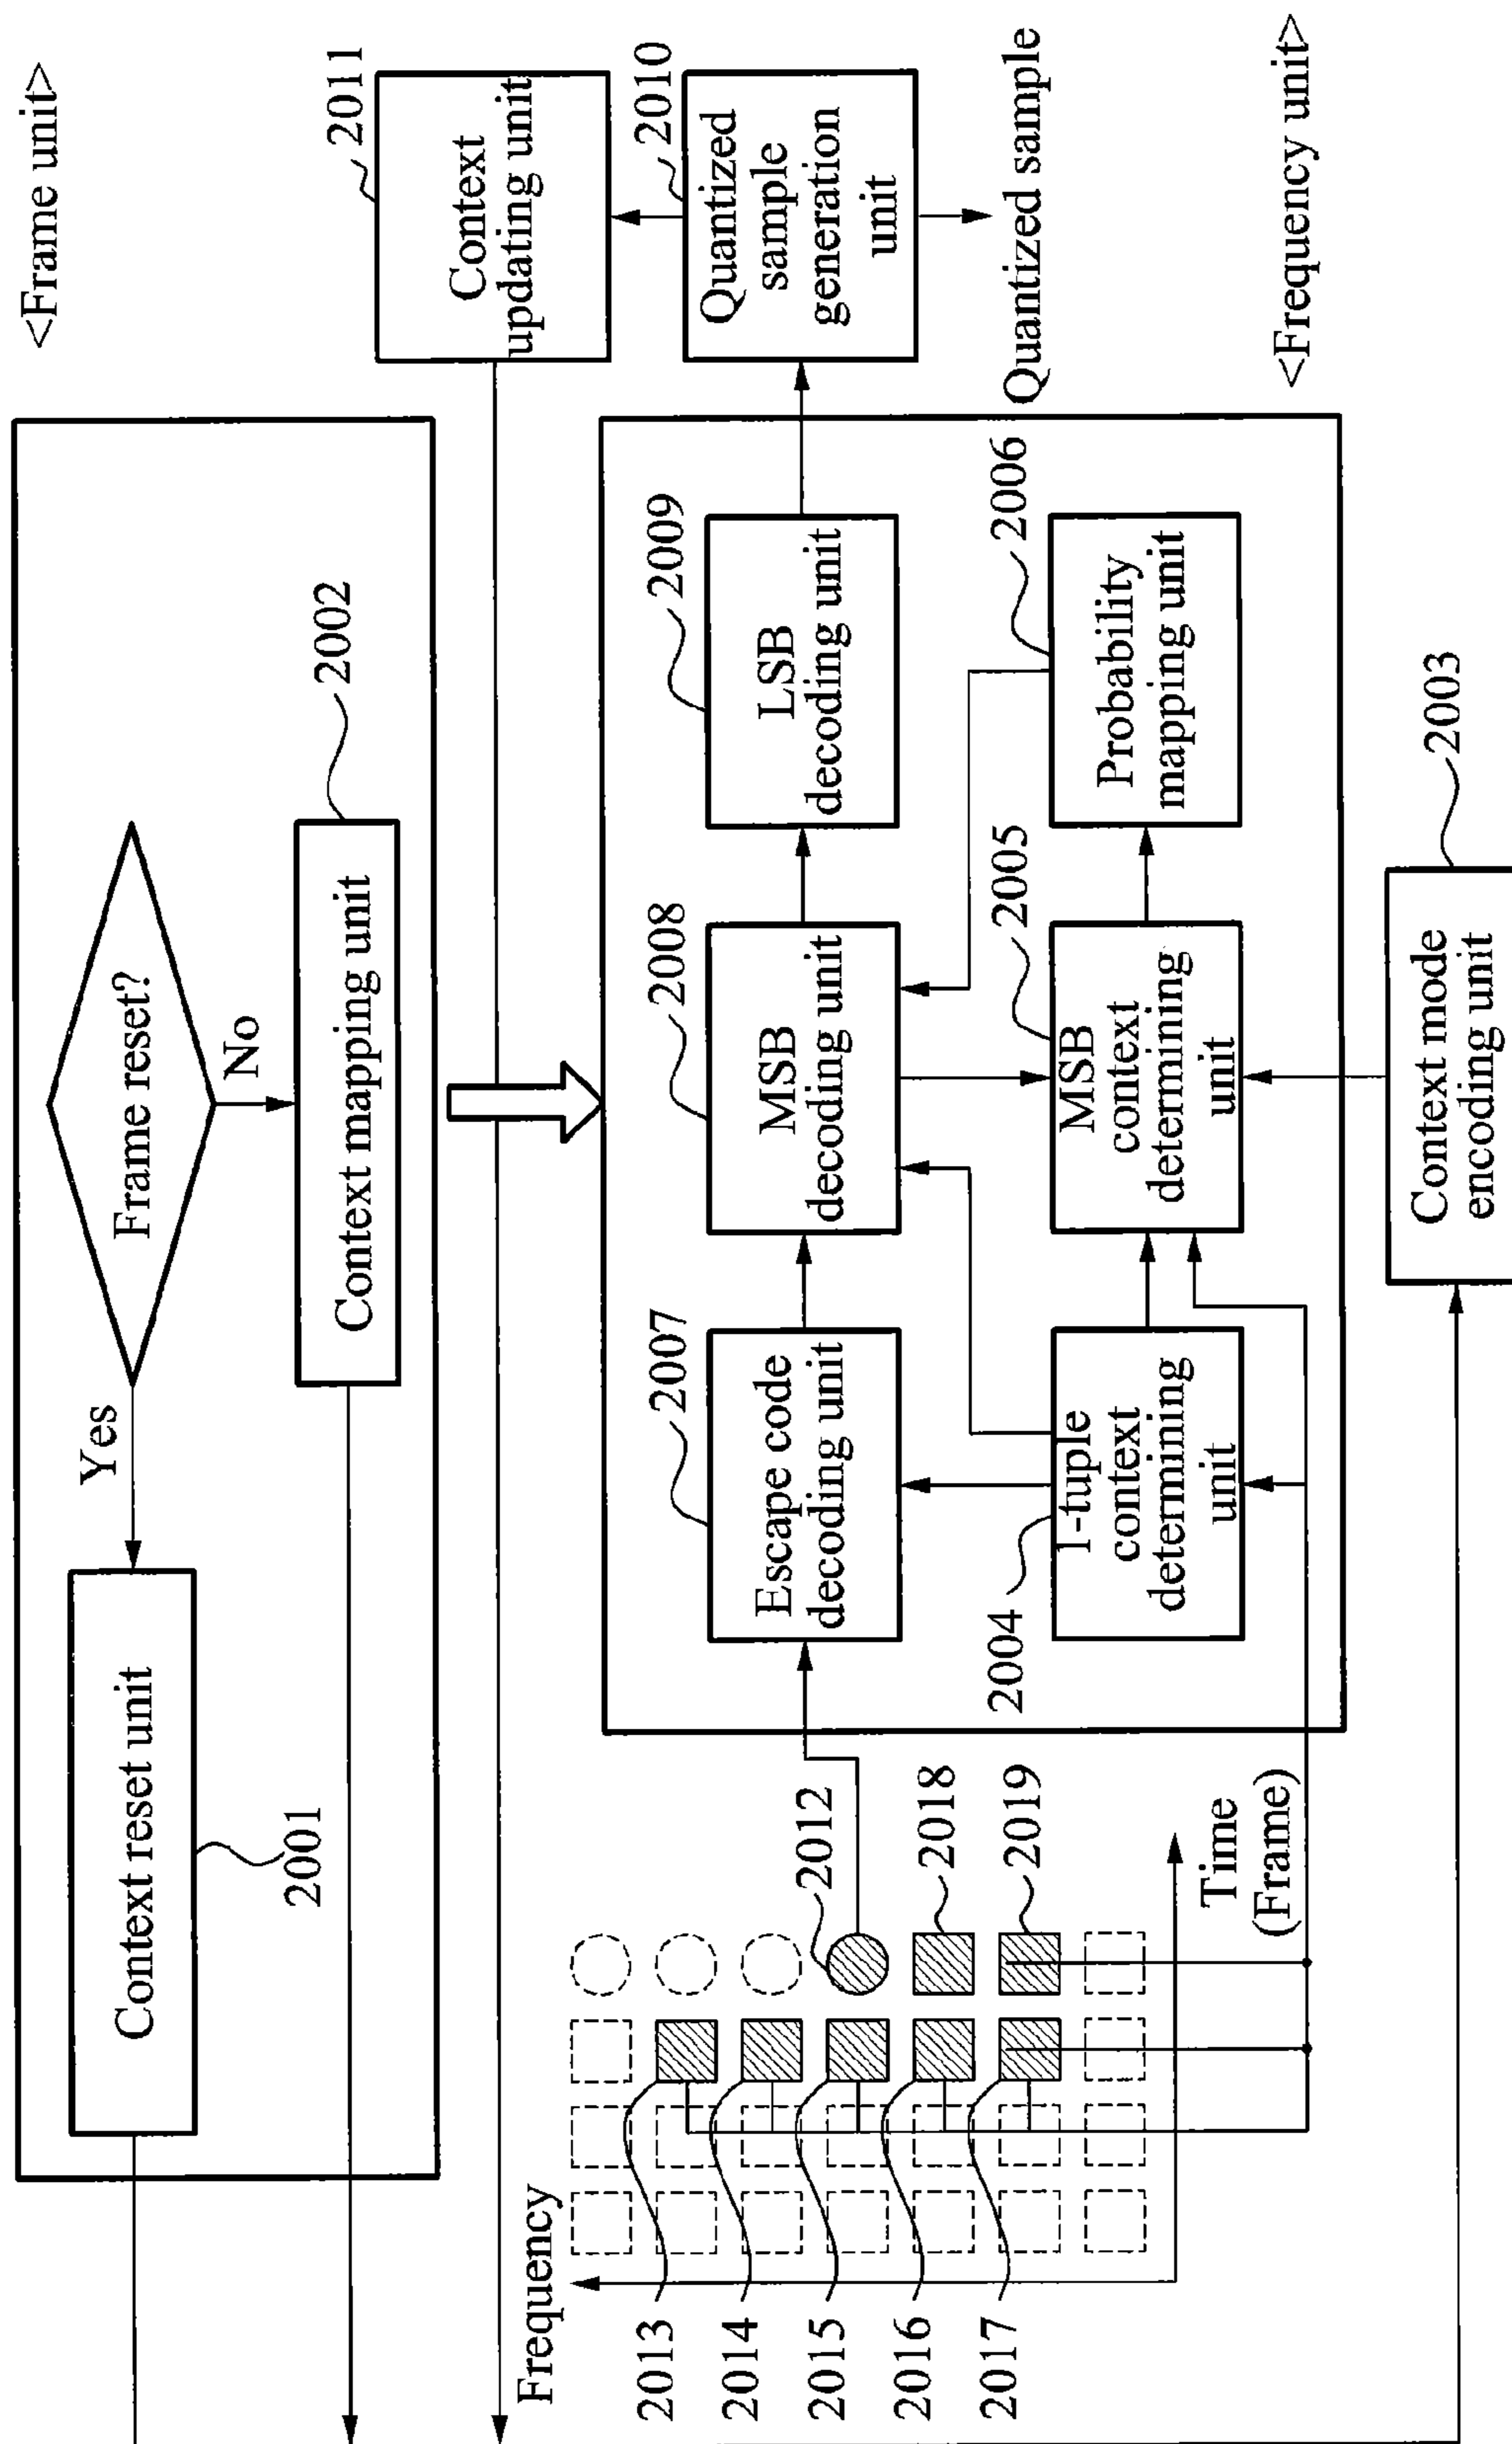 <Frame unit>
Frame reset?
Yes
No
Context reset unit
2001
Context mapping unit
2002
Context
updating unit
2011
Frequency
2013
2014
2015
2016
2017
2012
2018
2019
Time
(Frame)
Escape code
decoding unit
2007
MSB
decoding unit
2008
LSB
decoding unit
2009
Quantized
sample
generation
unit
2010
Quantized sample
1-tuple
context
determining
unit
2004
MSB
context
determining
unit
2005
Probability
mapping unit
2006
<Frequency unit>
Context mode
encoding unit
2003